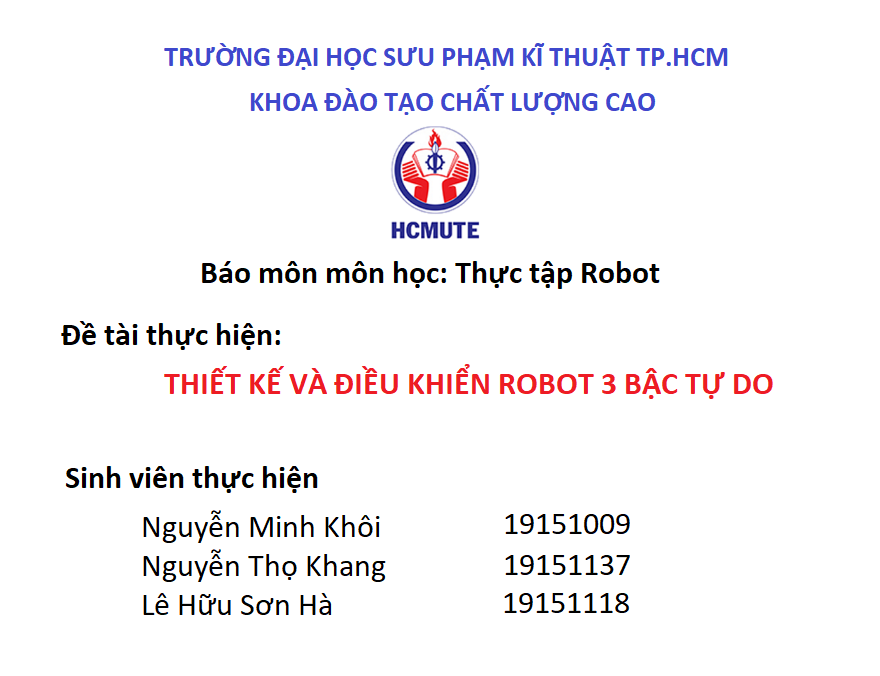 TRƯỜNG ĐẠI HỌC SƯU PHẠM KĨ THUẬT TP.HCM
KHOA ĐÀO TẠO CHẤT LƯỢNG CAO
HCMUTE
Báo môn môn học: Thực tập Robot
Đề tài thực hiện:
THIẾT KẾ VÀ ĐIỀU KHIỂN ROBOT 3 BẬC TỰ DO
Sinh viên thực hiện
Nguyễn Minh Khôi 19151009
Nguyễn Thọ Khang 19151137
Lê Hữu Sơn Hà 19151118